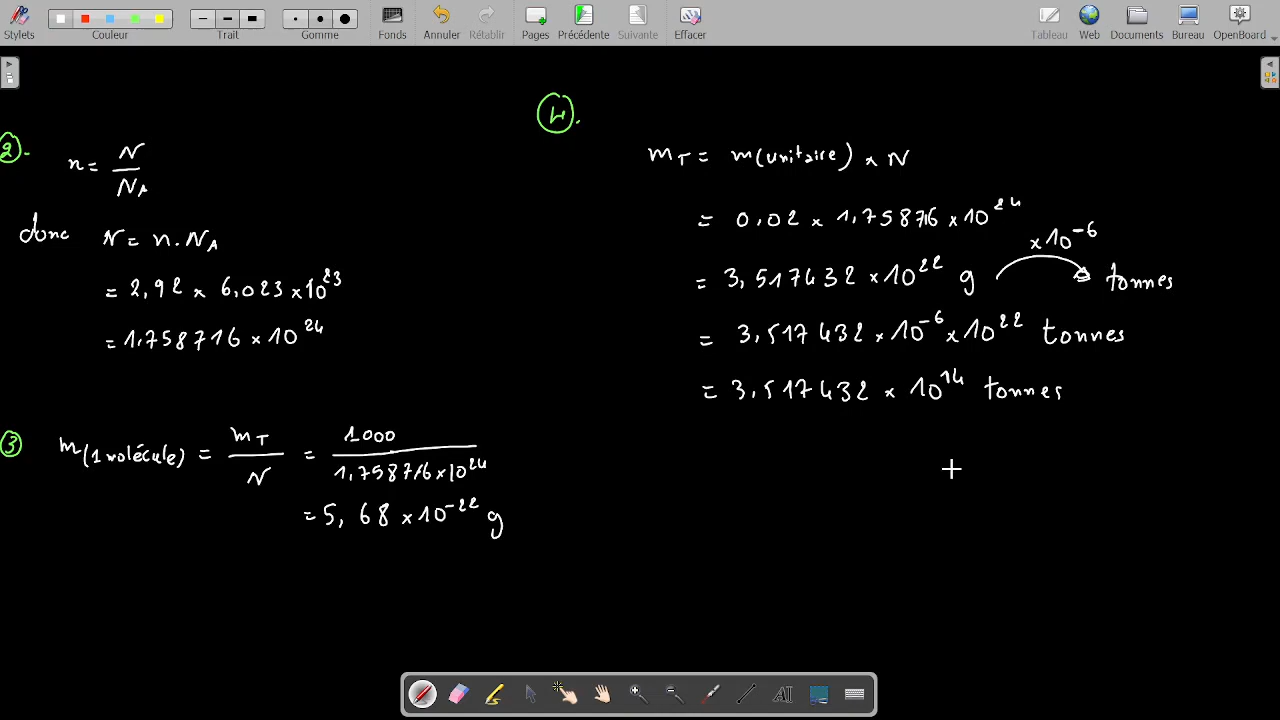 Stylets
Couleur
Trait
Gomme
Fonds
Annuler
Rétablir
Pages
Précédente
Suivante
Effacer
Tableau
Web
Documents
Bureau
OpenBoard
2.
n = N / NA
donc N = n . NA
= 2,92 × 6,023 × 10^23
= 1,758716 × 10^24
3
m(1 molécule) = mT / N = 1000 / 1,758716 × 10^24
= 5,68 × 10^-22 g
4.
mT = m(unitaire) × N
= 0,02 × 1,758716 × 10^24
× 10^-6
= 3,517432 × 10^22 g tonnes
= 3,517432 × 10^-6 × 10^22 tonnes
= 3,517432 × 10^14 tonnes